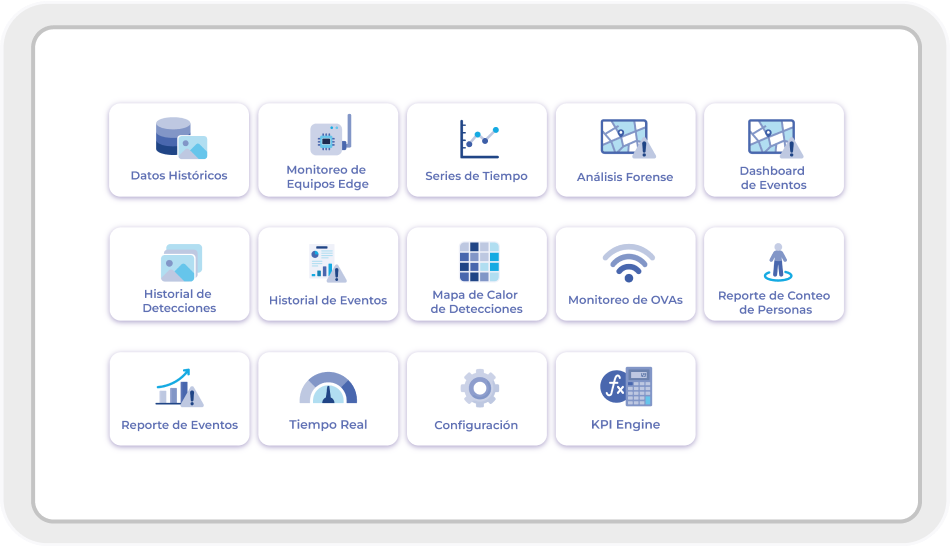 Datos Históricos
Monitoreo de
Equipos Edge
Series de Tiempo
Análisis Forense
Dashboard
de Eventos
Historial de
Detecciones
Historial de Eventos
Mapa de Calor
de Detecciones
Monitoreo de OVAs
Reporte de Conteo
de Personas
Reporte de Eventos
Tiempo Real
Configuración
fx
KPI Engine